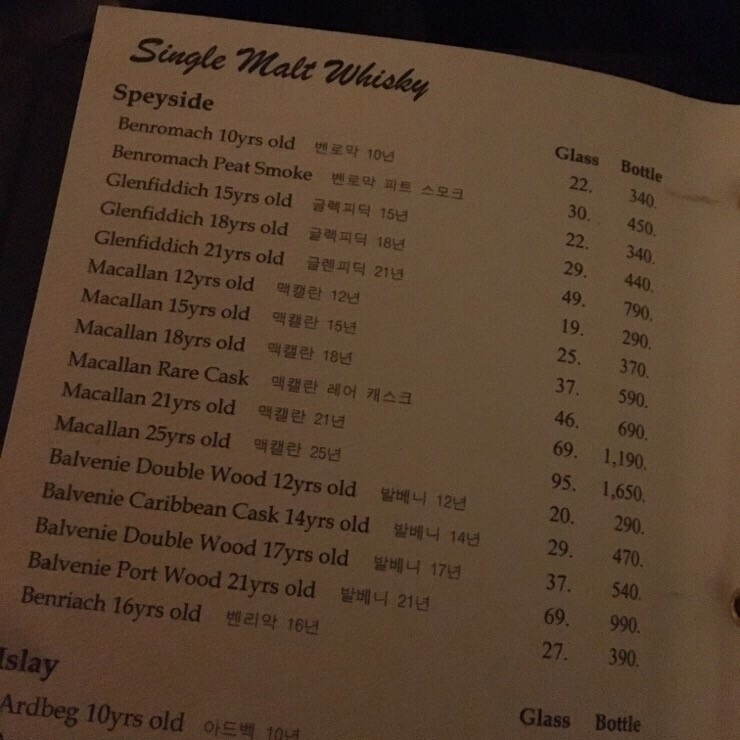 Single Malt Whisky
Speyside Glass Bottle
Benromach 10yrs old 벤로막 10년 22. 340.
Benromach Peat Smoke 벤로막 피트 스모크 30. 450.
Glenfiddich 15yrs old 글렉피딕 15년 22. 340.
Glenfiddich 18yrs old 글렉피딕 18년 29. 440.
Glenfiddich 21yrs old 글렌피딕 21년 49. 790.
Macallan 12yrs old 맥캘란 12년 19. 290.
Macallan 15yrs old 맥캘란 15년 25. 370.
Macallan 18yrs old 맥캘란 18년 37. 590.
Macallan Rare Cask 맥캘란 레어 캐스크 46. 690.
Macallan 21yrs old 맥캘란 21년 69. 1,190.
Macallan 25yrs old 맥캘란 25년 95. 1,650.
Balvenie Double Wood 12yrs old 발베니 12년 20. 290.
Balvenie Caribbean Cask 14yrs old 발베니 14년 29. 470.
Balvenie Double Wood 17yrs old 발베니 17년 37. 540.
Balvenie Port Wood 21yrs old 발베니 21년 69. 990.
Benriach 16yrs old 벤리악 16년 27. 390.
Islay Glass Bottle
Ardbeg 10yrs old 아드벡 10년